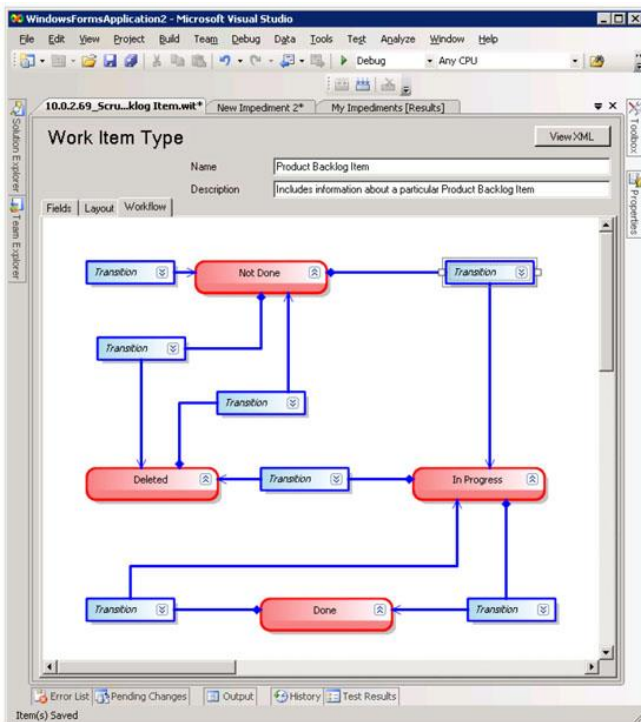 WindowsFormsApplication2 - Microsoft Visual Studio
File Edit View Project Build Team Debug Data Tools Test Analyze Window Help
Debug Any CPU
10.0.2.69_Scru...klog Item.wit* New Impediment 2* My Impediments [Results]
Solution Explorer
Team Explorer
Toolbox
Properties
Work Item Type
View XML
Name Product Backlog Item
Description Includes information about a particular Product Backlog Item
Fields Layout Workflow
Transition Not Done Transition
Transition
Transition
Deleted Transition In Progress
Transition Done Transition
Error List Pending Changes Output History Test Results
Item(s) Saved